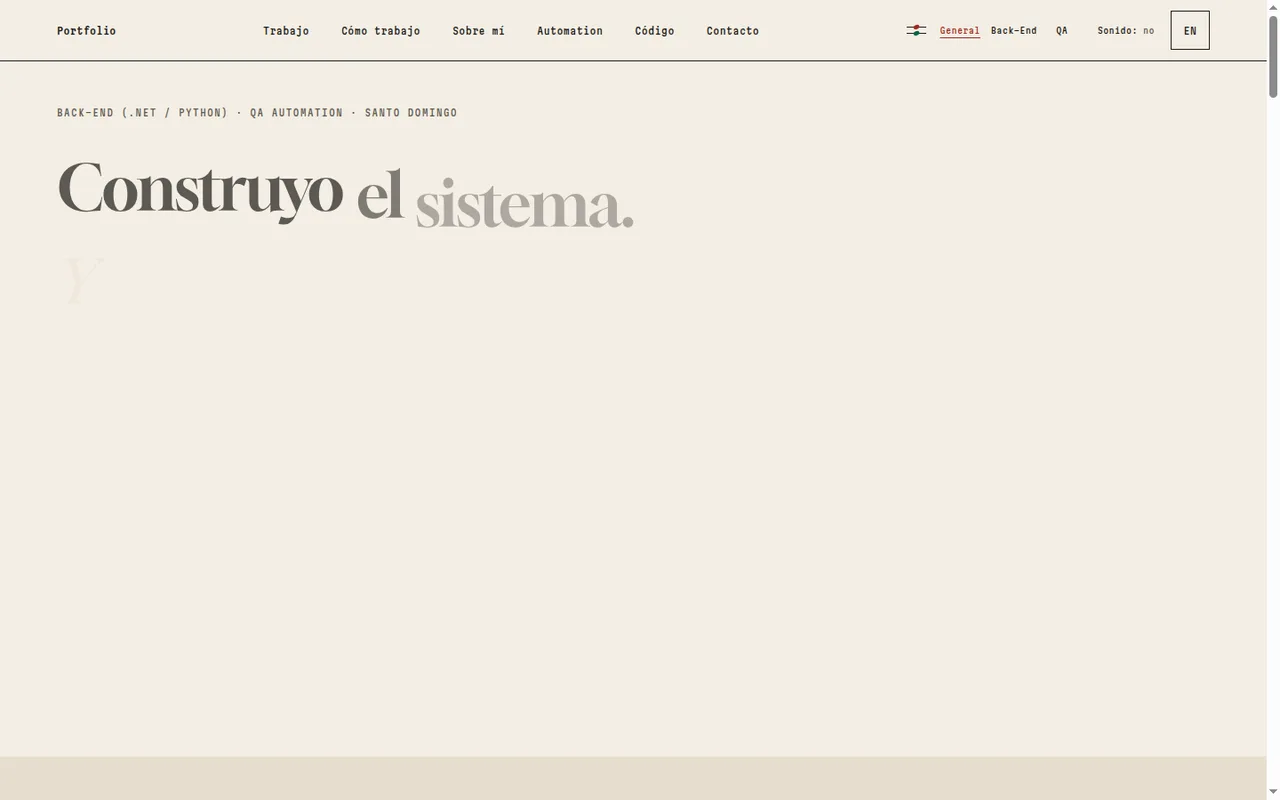 Portfolio Trabajo Cómo trabajo Sobre mí Automation Código Contacto General Back-End QA Sonido: no EN
BACK-END (.NET / PYTHON) · QA AUTOMATION · SANTO DOMINGO
Construyo el sistema.
Y